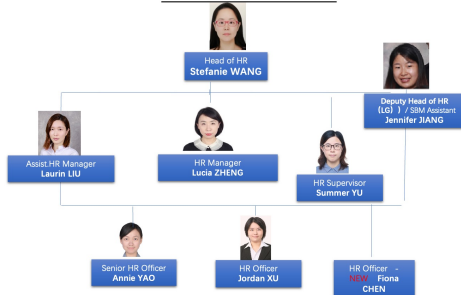 Head of HR
Stefanie WANG
Deputy Head of HR
(LG) ) / SBM Assistant
Jennifer JIANG
Assist.HR Manager
Laurin LIU
HR Manager
Lucia ZHENG
HR Supervisor
Summer YU
Senior HR Officer
Annie YAO
HR Officer
Jordan XU
HR Officer -
NEW Fiona
CHEN